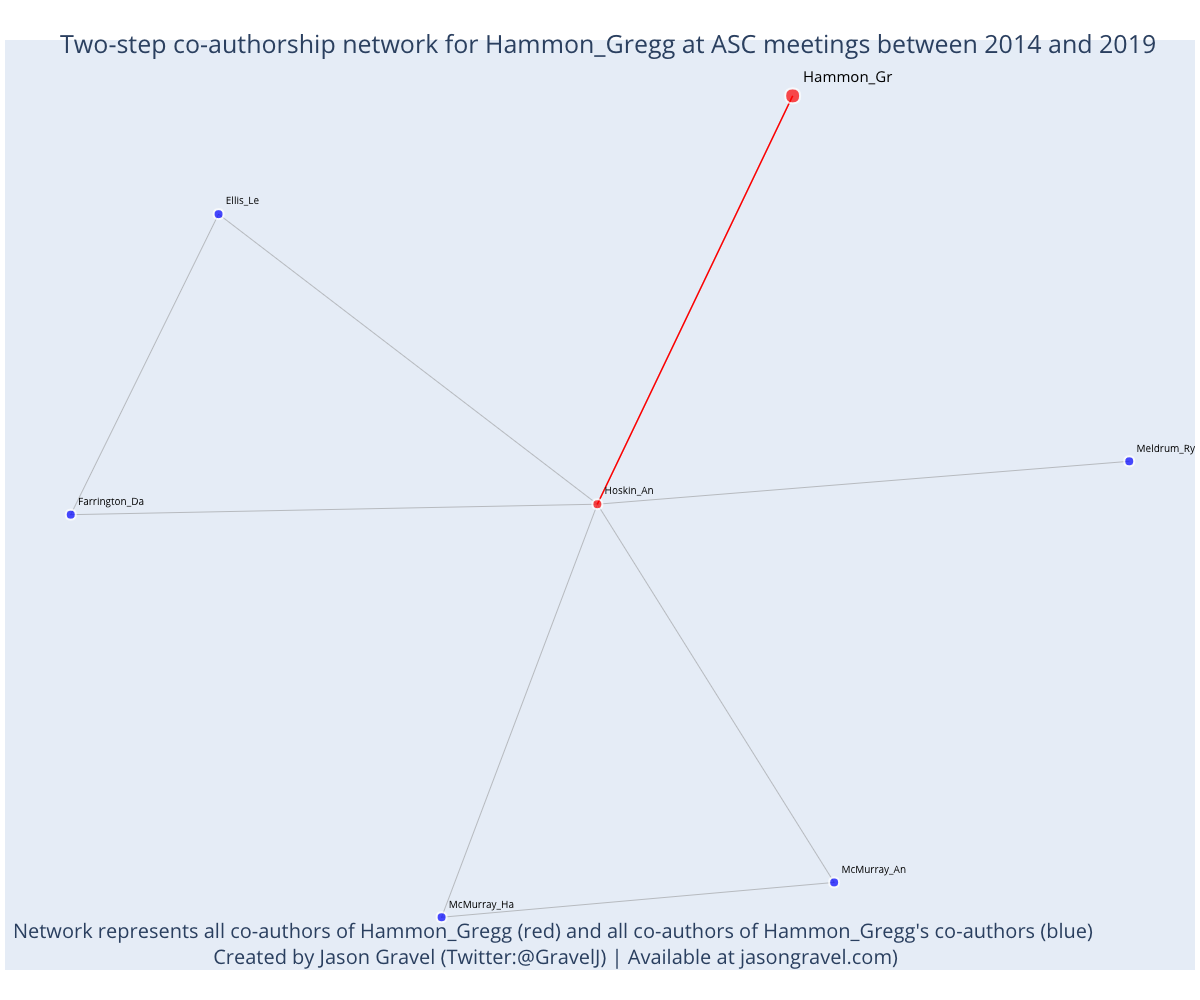 Two-step co-authorship network for Hammon_Gregg at ASC meetings between 2014 and 2019
Hammon_Gr
Ellis_Le
Meldrum_Ry
Hoskin_An
Farrington_Da
McMurray_An
McMurray_Ha
Network represents all co-authors of Hammon_Gregg (red) and all co-authors of Hammon_Gregg's co-authors (blue)
Created by Jason Gravel (Twitter:@GravelJ) | Available at jasongravel.com)